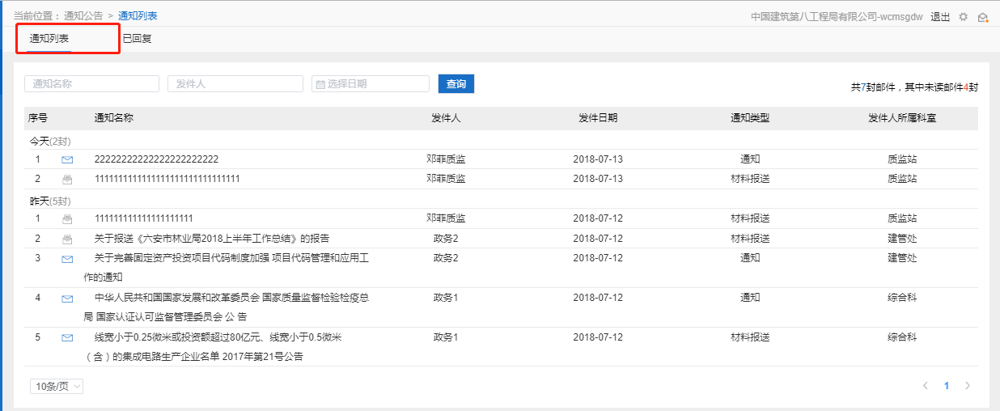 当前位置： 通知公告 > 通知列表
中国建筑第八工程局有限公司-wcmsgdw 退出
通知列表 已回复
通知名称 发件人 选择日期 查询
共7封邮件，其中未读邮件4封
序号 通知名称 发件人 发件日期 通知类型 发件人所属科室
今天(2封)
1 22222222222222222222222 邓菲质监 2018-07-13 通知 质监站
2 1111111111111111111111111111111 邓菲质监 2018-07-13 材料报送 质监站
昨天(5封)
1 111111111111111111111 邓菲质监 2018-07-12 材料报送 质监站
2 关于报送《六安市林业局2018上半年工作总结》的报告 政务2 2018-07-12 材料报送 建管处
3 关于完善固定资产投资项目代码制度加强 项目代码管理和应用工 政务2 2018-07-12 通知 建管处
作的通知
4 中华人民共和国国家发展和改革委员会 国家质量监督检验检疫总 政务1 2018-07-12 通知 综合科
局 国家认证认可监督管理委员会 公 告
5 线宽小于0.25微米或投资额超过80亿元、线宽小于0.5微米 政务1 2018-07-12 材料报送 综合科
（含）的集成电路生产企业名单 2017年第21号公告
10条/页 < 1 >